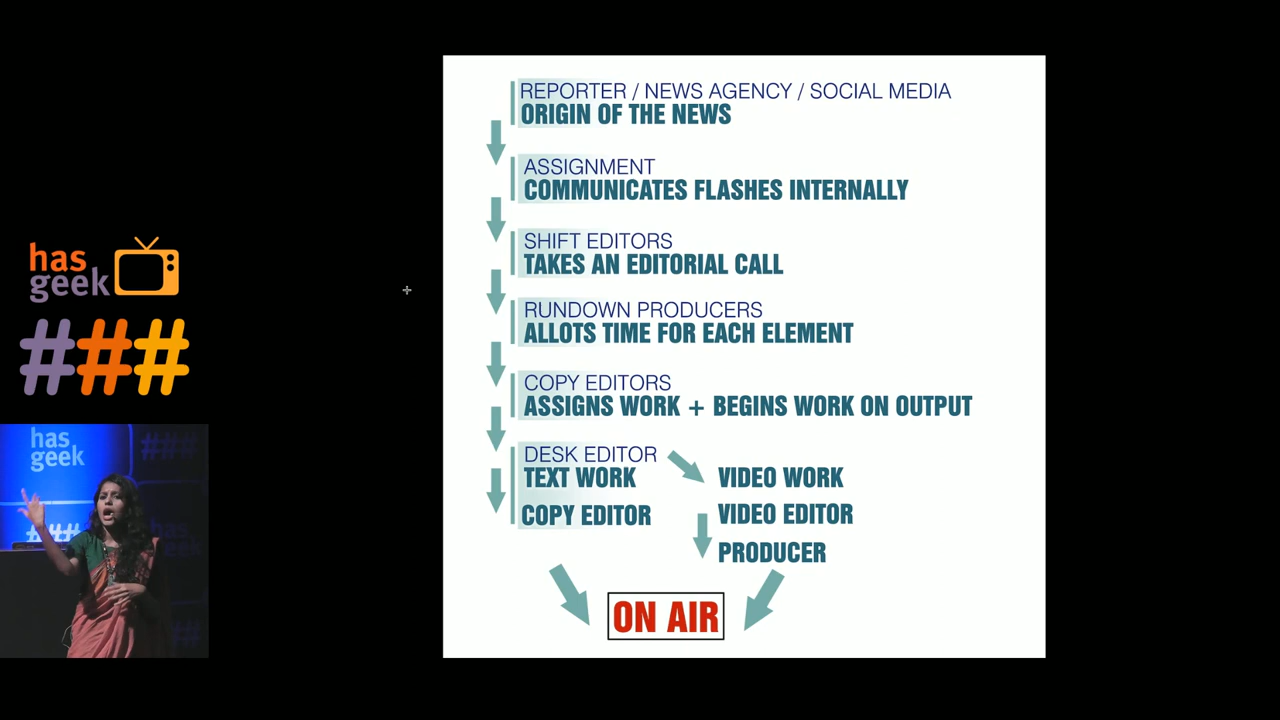 REPORTER / NEWS AGENCY / SOCIAL MEDIA
ORIGIN OF THE NEWS
ASSIGNMENT
COMMUNICATES FLASHES INTERNALLY
SHIFT EDITORS
TAKES AN EDITORIAL CALL
RUNDOWN PRODUCERS
ALLOTS TIME FOR EACH ELEMENT
COPY EDITORS
ASSIGNS WORK + BEGINS WORK ON OUTPUT
DESK EDITOR
TEXT WORK
COPY EDITOR
VIDEO WORK
VIDEO EDITOR
PRODUCER
ON AIR
has
geek
###
has
geek
###
###
has
geek
###